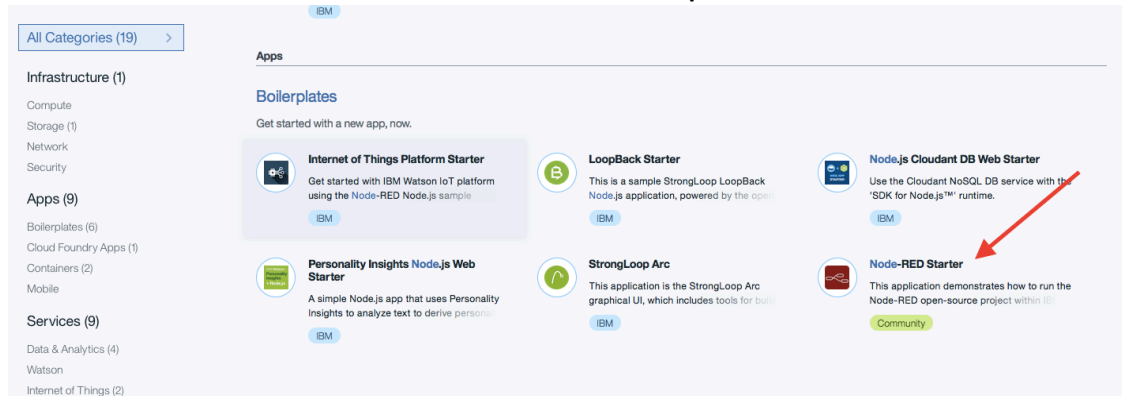 IBM
All Categories (19) >
Infrastructure (1)
Compute
Storage (1)
Network
Security
Apps (9)
Boilerplates (6)
Cloud Foundry Apps (1)
Containers (2)
Mobile
Services (9)
Data & Analytics (4)
Watson
Internet of Things (2)
Apps
Boilerplates
Get started with a new app, now.
Internet of Things Platform Starter
Get started with IBM Watson IoT platform
using the Node-RED Node.js sample
IBM
LoopBack Starter
This is a sample StrongLoop LoopBack
Node.js application, powered by the open
IBM
Node.js Cloudant DB Web Starter
Use the Cloudant NoSQL DB service with the
'SDK for Node.js™' runtime.
IBM
Personality Insights Node.js Web
Starter
A simple Node.js app that uses Personality
Insights to analyze text to derive personal
IBM
StrongLoop Arc
This application is the StrongLoop Arc
graphical UI, which includes tools for buil
IBM
Node-RED Starter
This application demonstrates how to run the
Node-RED open-source project within IB
Community